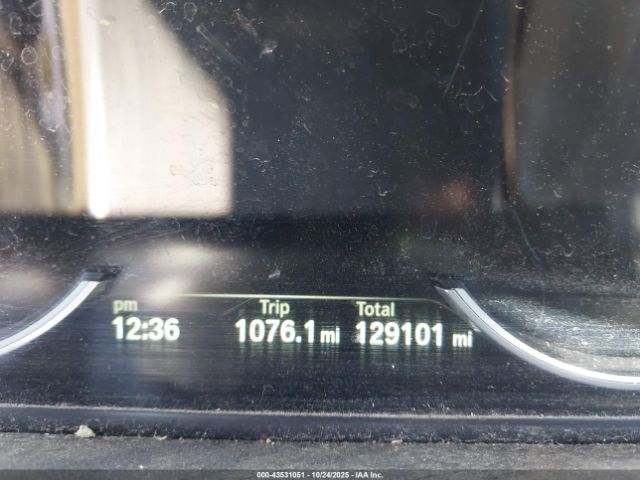 pm Trip Total
12:36 1076.1 mi 129101 mi
000-43531051 - 10/24/2025 - IAA Inc.